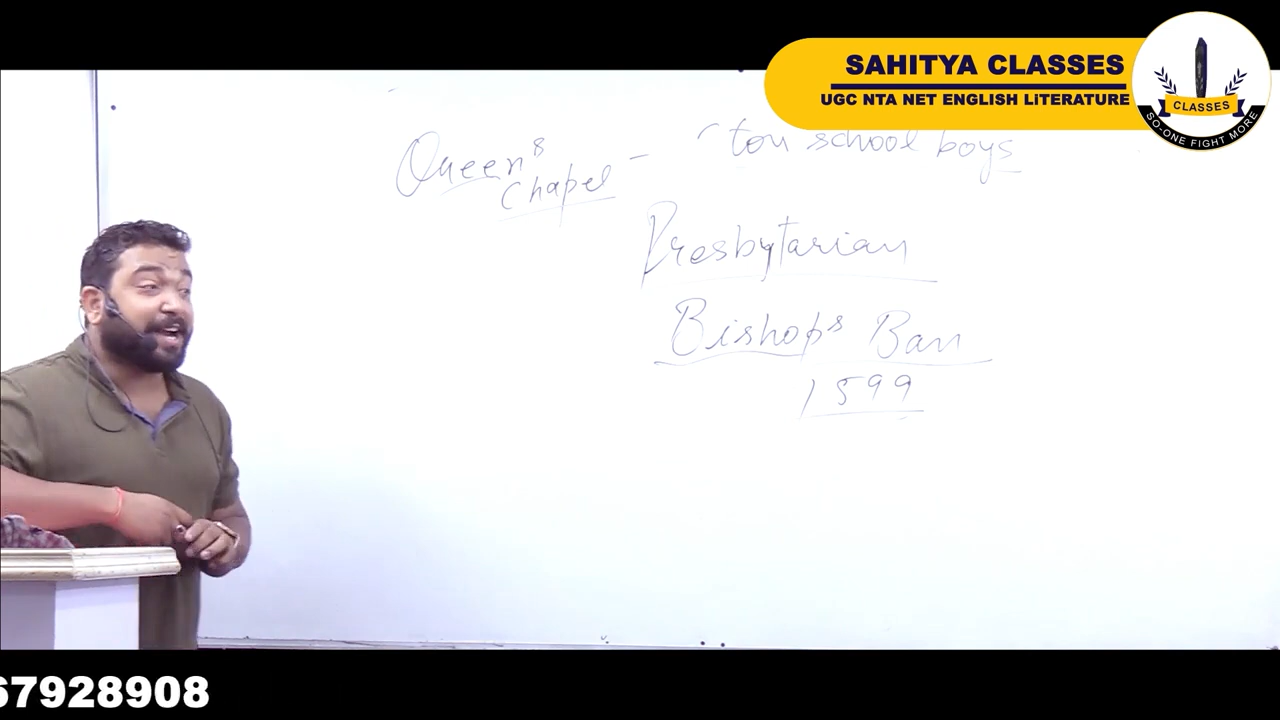 SAHITYA CLASSES
UGC NTA NET ENGLISH LiTERATURE
CLASSES
SO-ONE FIGHT MORE
Queen's Chapel - ton school boys
Presbytarian
Bishop's Ban
1599
67928908